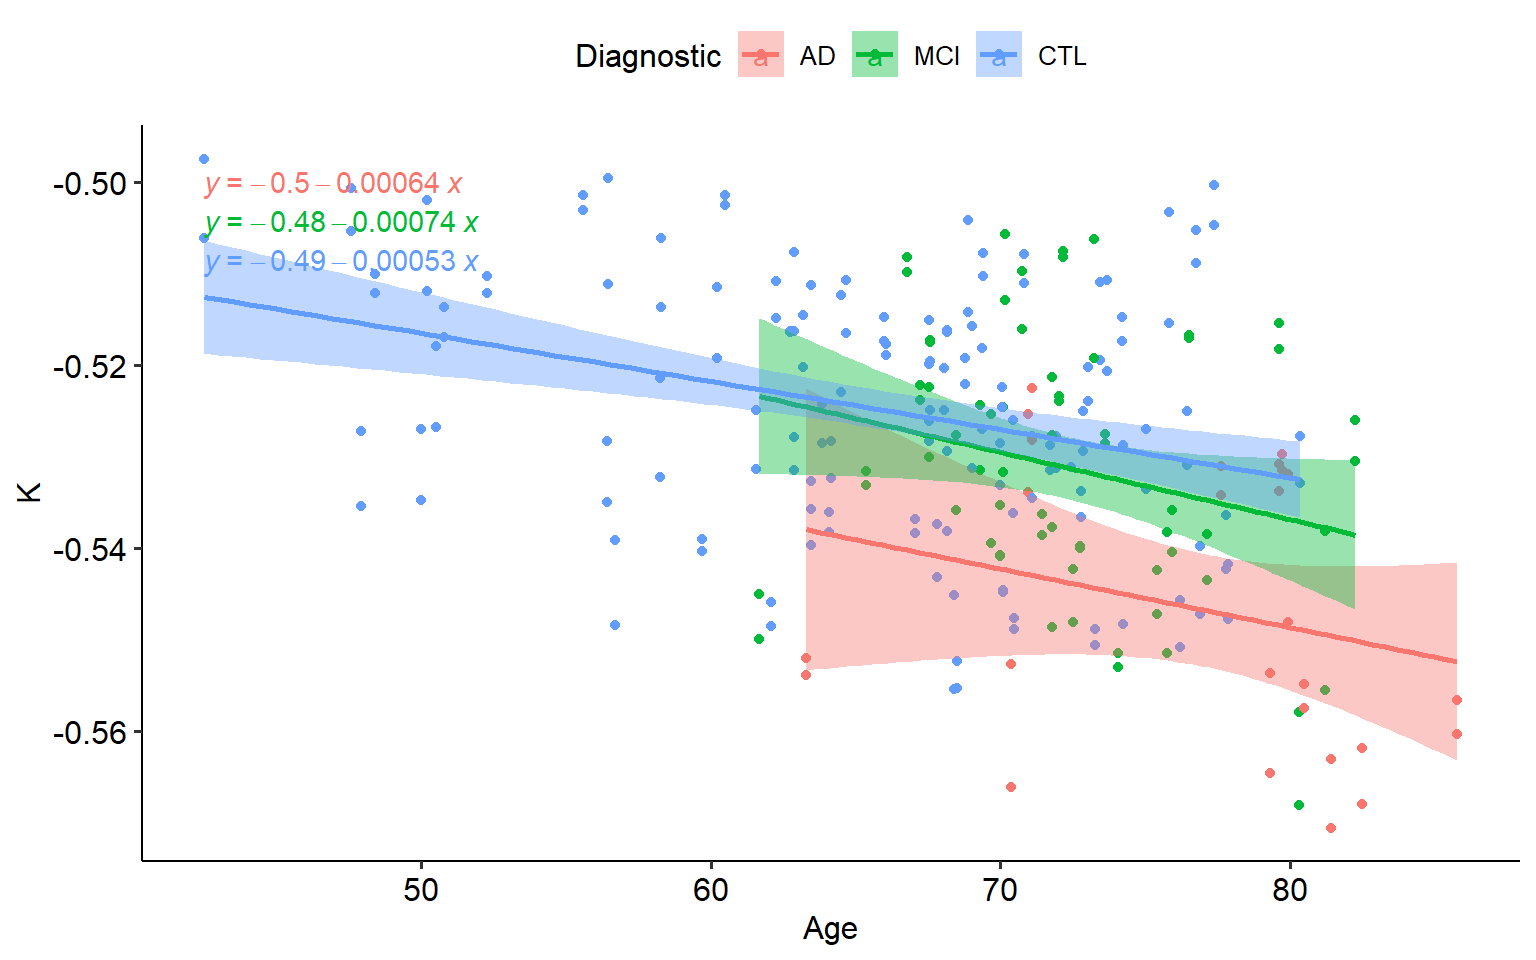 Diagnostic a AD a MCI a CTL
-0.50
-0.52
-0.54
-0.56
y = −0.5 − 0.00064 x
y = −0.48 − 0.00074 x
y = −0.49 − 0.00053 x
K
50 60 70 80
Age